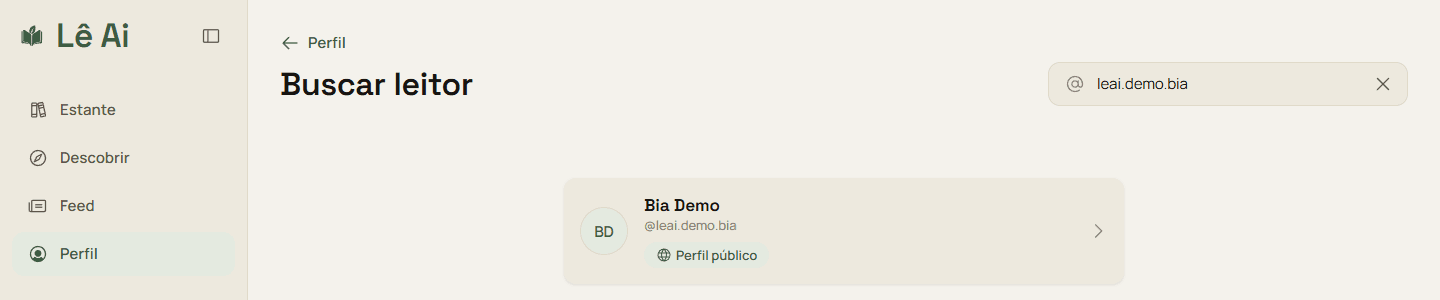 Lê Ai
Estante
Descobrir
Feed
Perfil
Perfil
Buscar leitor
@ leai.demo.bia
BD
Bia Demo
@leai.demo.bia
Perfil público